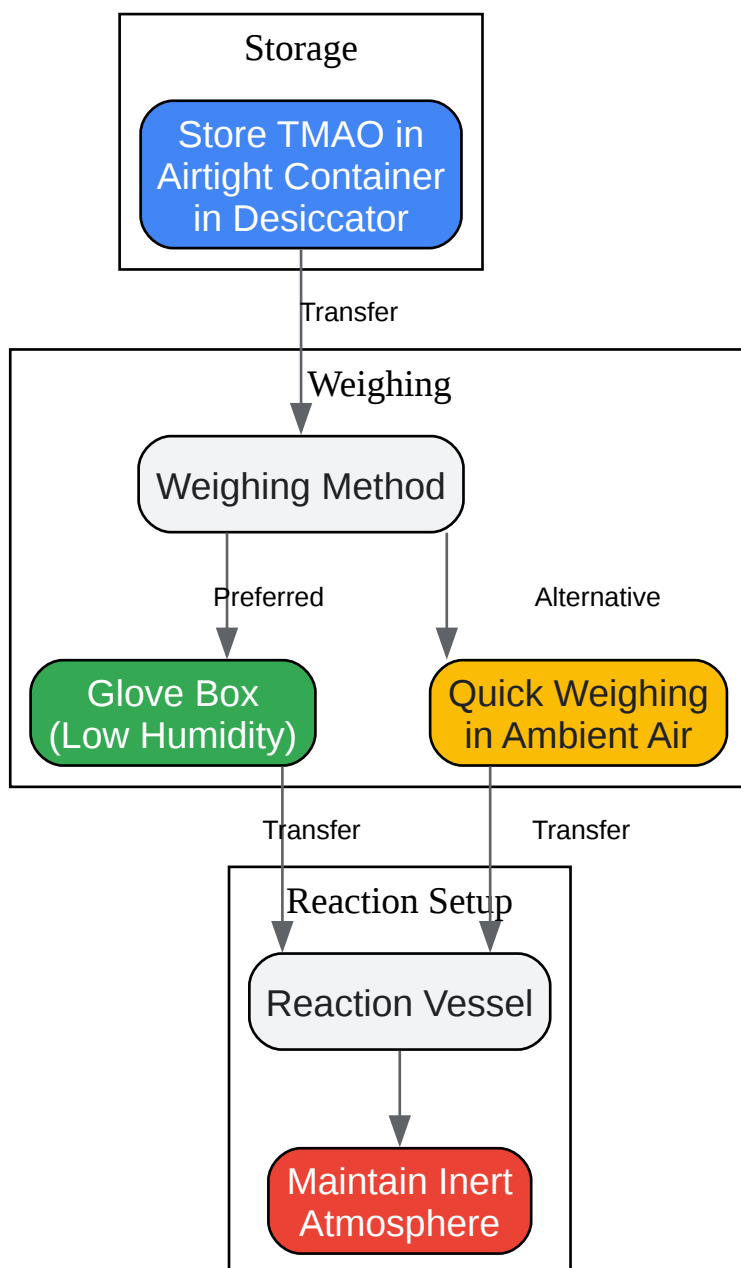 Storage
Store TMAO in
Airtight Container
in Desiccator
Transfer
Weighing
Weighing Method
Preferred
Alternative
Glove Box
(Low Humidity)
Quick Weighing
in Ambient Air
Transfer
Transfer
Reaction Setup
Reaction Vessel
Maintain Inert
Atmosphere